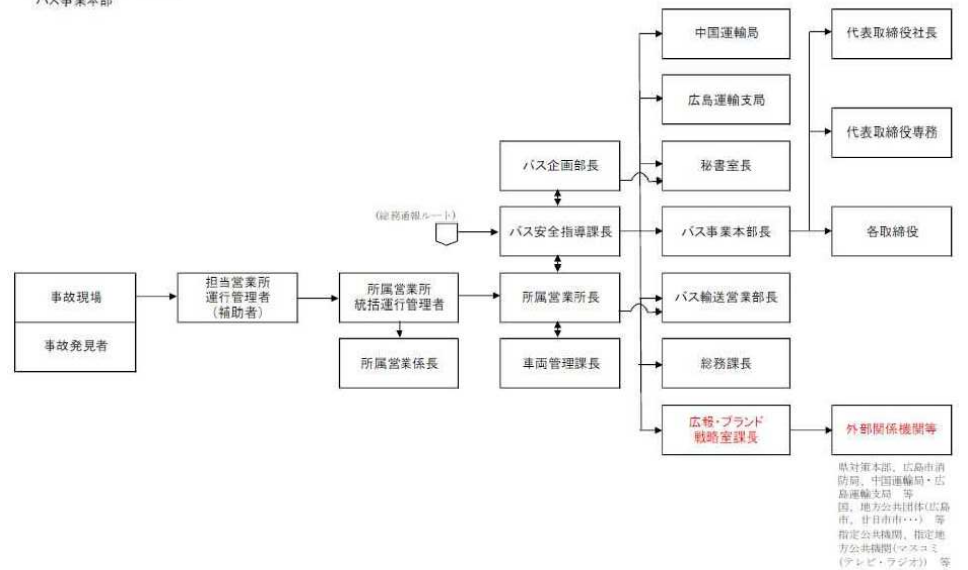 バス事業本部
中国運輸局
代表取締役社長
広島運輸支局
代表取締役専務
バス企画部長
秘書室長
(総務通報ルート)
バス安全指導課長
バス事業本部長
各取締役
事故現場
担当営業所
運行管理者
(補助者)
所属営業所
統括運行管理者
所属営業所長
バス輸送営業部長
事故発見者
所属営業係長
車両管理課長
総務課長
広報・ブランド
戦略室課長
外部関係機関等
県対策本部、広島市消
防局、中国運輸局・広
島運輸支局 等
国、地方公共団体(広島
市、廿日市市・・・) 等
指定公共機関、指定地
方公共機関(マスコミ
(テレビ・ラジオ)) 等